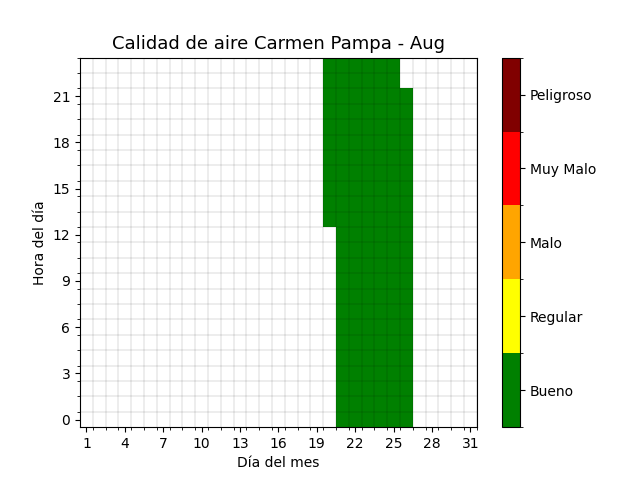 Calidad de aire Carmen Pampa - Aug
Hora del día
21
18
15
12
9
6
3
0
1 4 7 10 13 16 19 22 25 28 31
Día del mes
Peligroso
Muy Malo
Malo
Regular
Bueno